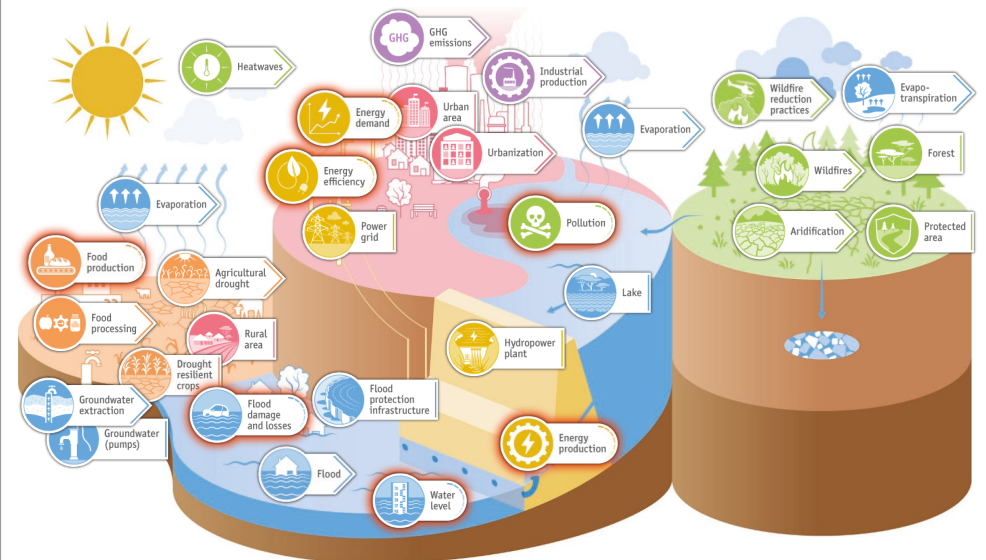 GHG
GHG
emissions
Heatwaves
Industrial
production
Energy
demand
Urban
area
Evaporation
Wildfire
reduction
practices
Evapo-
transpiration
Urbanization
Forest
Energy
efficiency
Wildfires
Evaporation
Power
grid
Pollution
Aridification
Protected
area
Food
production
Agricultural
drought
Lake
Food
processing
Rural
area
Hydropower
plant
Drought
resilient
crops
Groundwater
extraction
Flood
damage
and losses
Flood
protection
infrastructure
Groundwater
(pumps)
Energy
production
Flood
Water
level